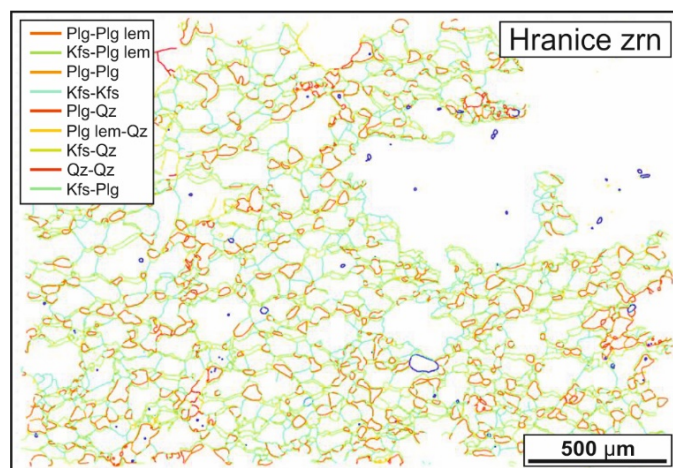 Hranice zrn
Plg-Plg lem
Kfs-Plg lem
Plg-Plg
Kfs-Kfs
Plg-Qz
Plg lem-Qz
Kfs-Qz
Qz-Qz
Kfs-Plg
500 µm